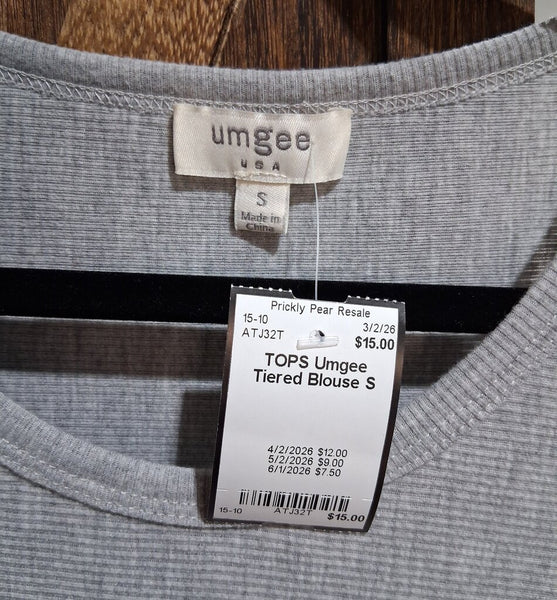 umgee
USA
S
Made in
China
Prickly Pear Resale
15-10 3/2/26
ATJ32T $15.00
TOPS Umgee
Tiered Blouse S
4/2/2026 $12.00
5/2/2026 $9.00
6/1/2026 $7.50
15-10 ATJ32T $15.00